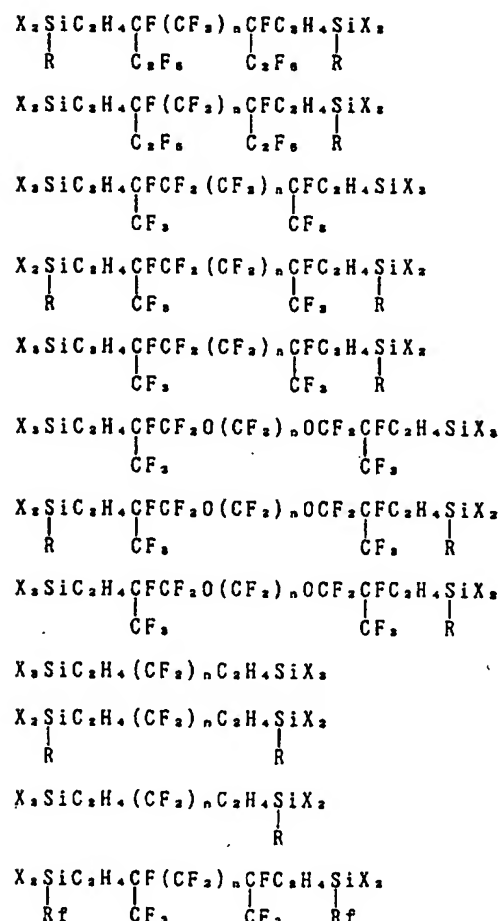 X₂SiC₂H₄CF(CF₂)ₙCFC₂H₄SiX₂
R C₂F₅ C₂F₅ R
X₃SiC₂H₄CF(CF₂)ₙCFC₂H₄SiX₂
C₂F₅ C₂F₅ R
X₃SiC₂H₄CFCF₂(CF₂)ₙCFC₂H₄SiX₃
CF₃ CF₃
X₂SiC₂H₄CFCF₂(CF₂)ₙCFC₂H₄SiX₂
R CF₃ CF₃ R
X₃SiC₂H₄CFCF₂(CF₂)ₙCFC₂H₄SiX₂
CF₃ CF₃ R
X₃SiC₂H₄CFCF₂O(CF₂)ₙOCF₂CFC₂H₄SiX₃
CF₃ CF₃
X₂SiC₂H₄CFCF₂O(CF₂)ₙOCF₂CFC₂H₄SiX₂
R CF₃ CF₃ R
X₃SiC₂H₄CFCF₂O(CF₂)ₙOCF₂CFC₂H₄SiX₂
CF₃ CF₃ R
X₃SiC₂H₄(CF₂)ₙC₂H₄SiX₃
X₂SiC₂H₄(CF₂)ₙC₂H₄SiX₂
R R
X₃SiC₂H₄(CF₂)ₙC₂H₄SiX₂
R
X₂SiC₂H₄CF(CF₂)ₙCFC₂H₄SiX₂
Rf CF₃ CF₃ Rf